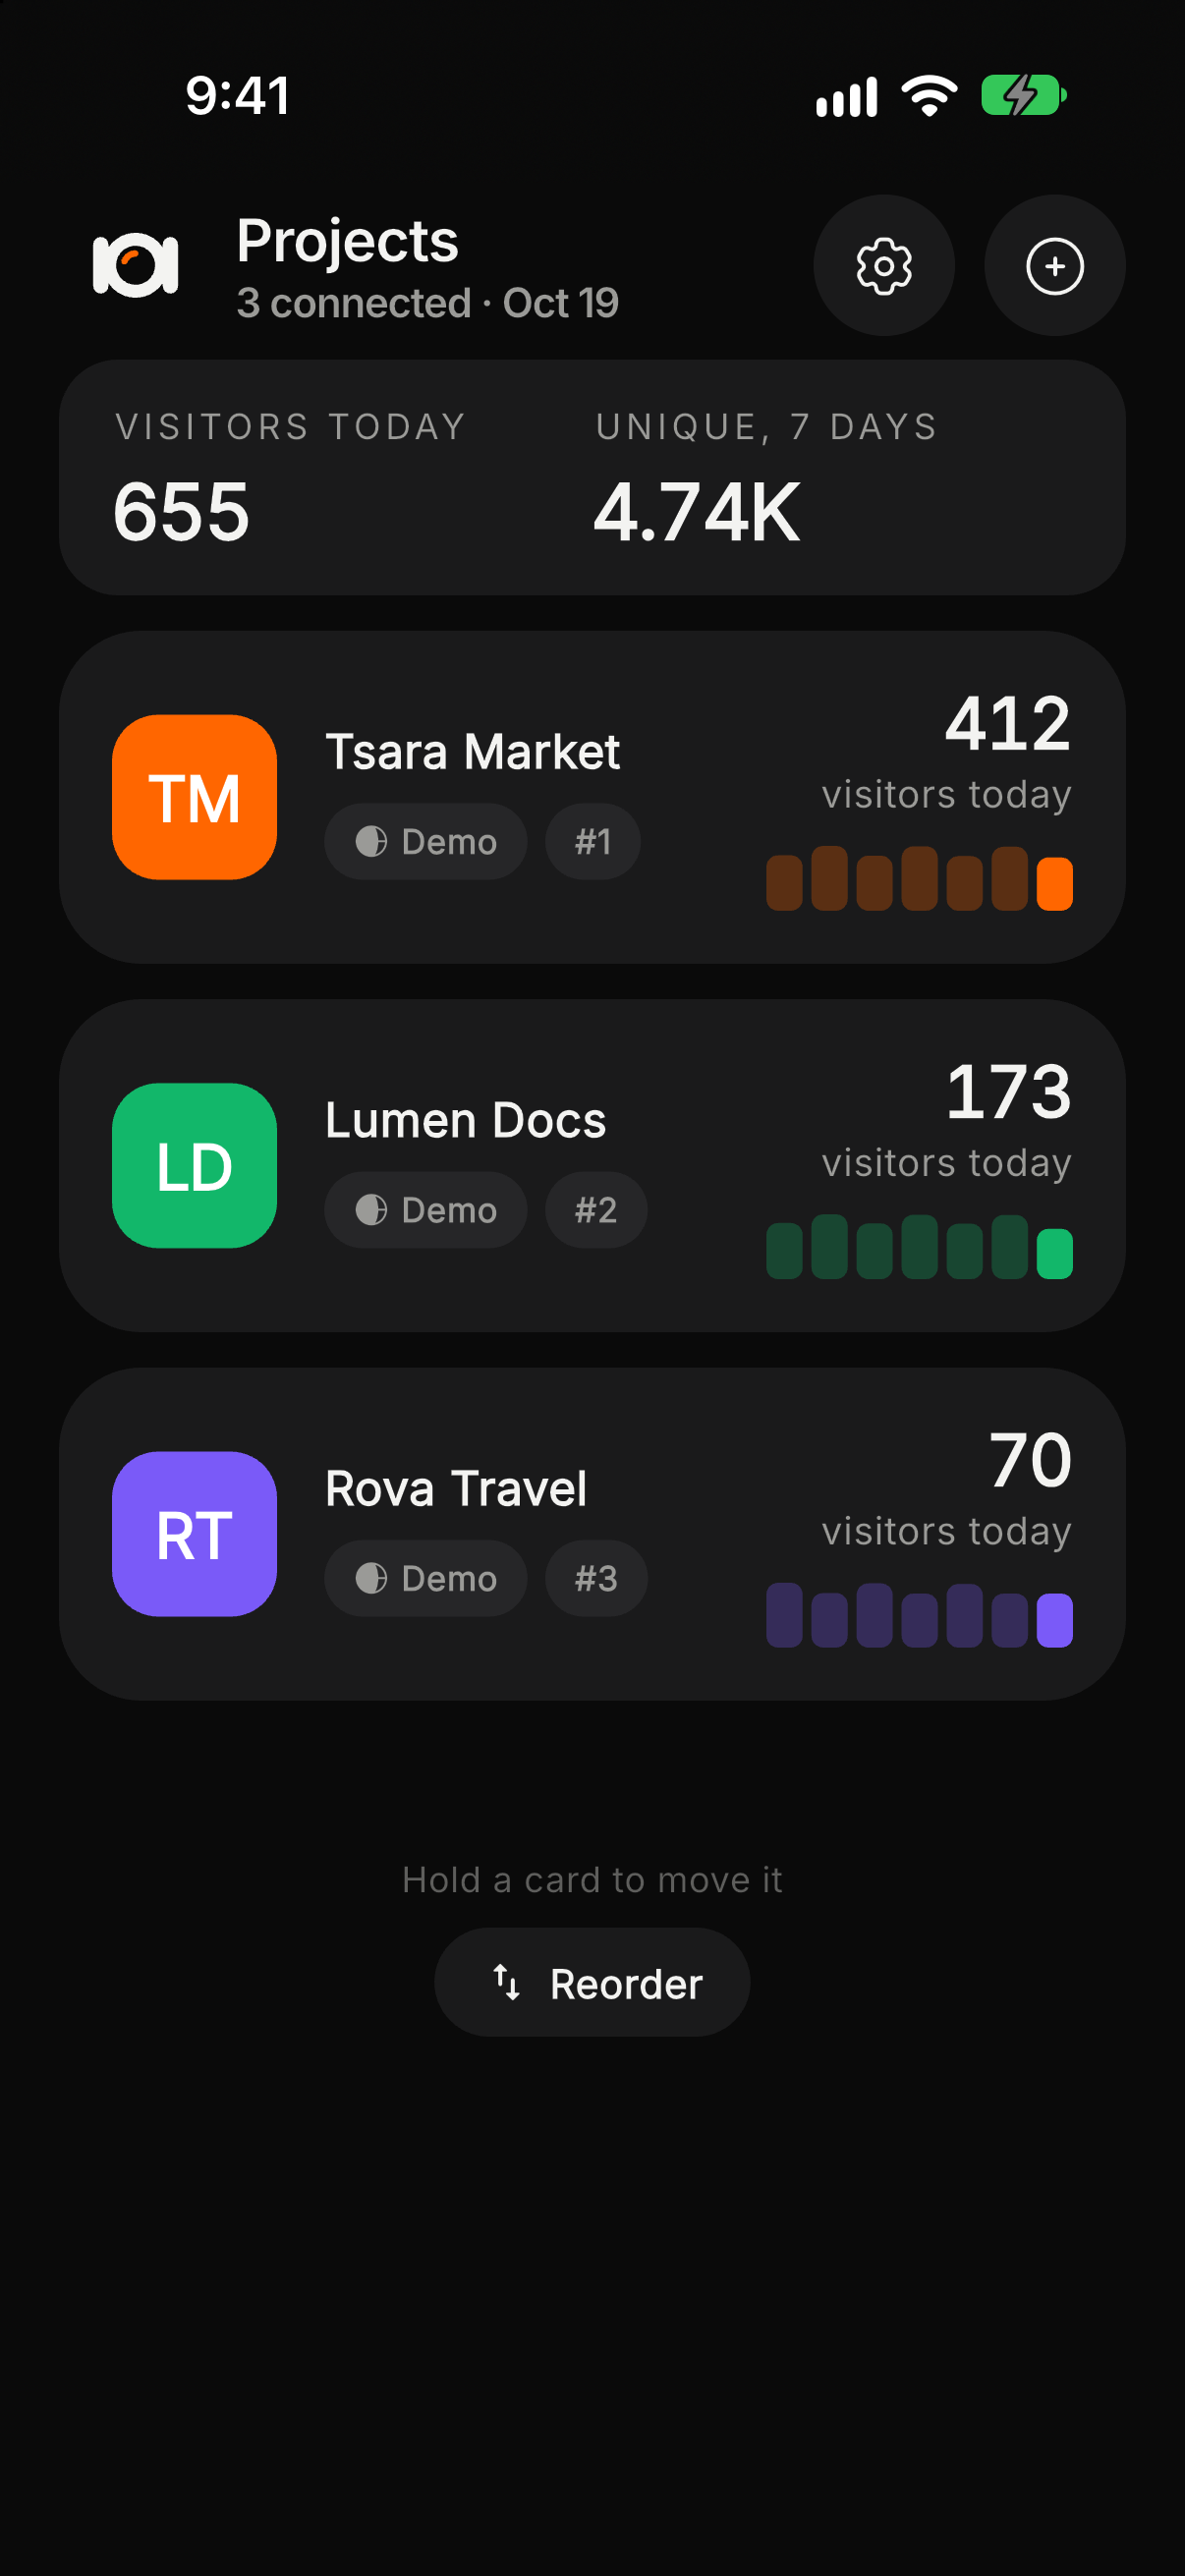 9:41
Projects
3 connected · Oct 19
VISITORS TODAY
655
UNIQUE, 7 DAYS
4.74K
TM
Tsara Market
Demo
#1
412
visitors today
LD
Lumen Docs
Demo
#2
173
visitors today
RT
Rova Travel
Demo
#3
70
visitors today
Hold a card to move it
Reorder